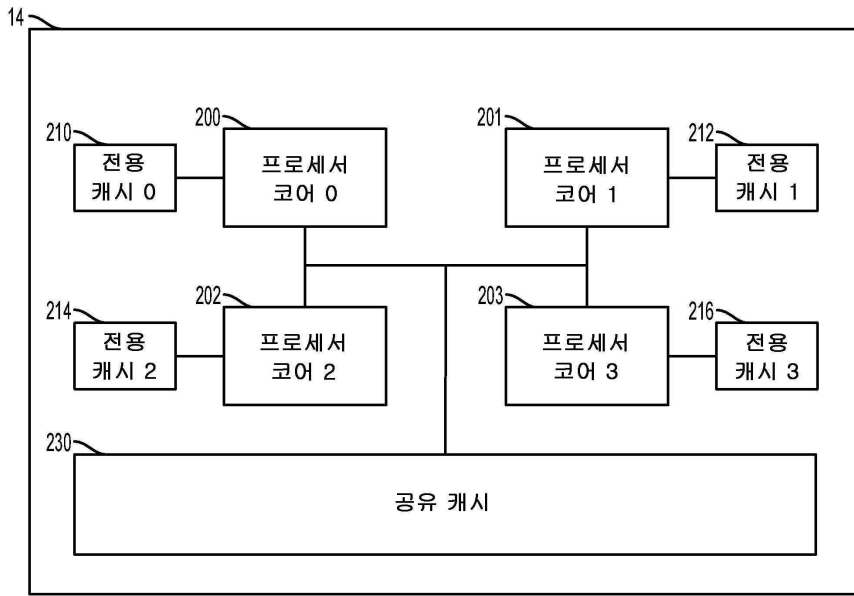 14
210
200
201
212
전용
캐시 0
프로세서
코어 0
프로세서
코어 1
전용
캐시 1
214
202
203
216
전용
캐시 2
프로세서
코어 2
프로세서
코어 3
전용
캐시 3
230
공유 캐시